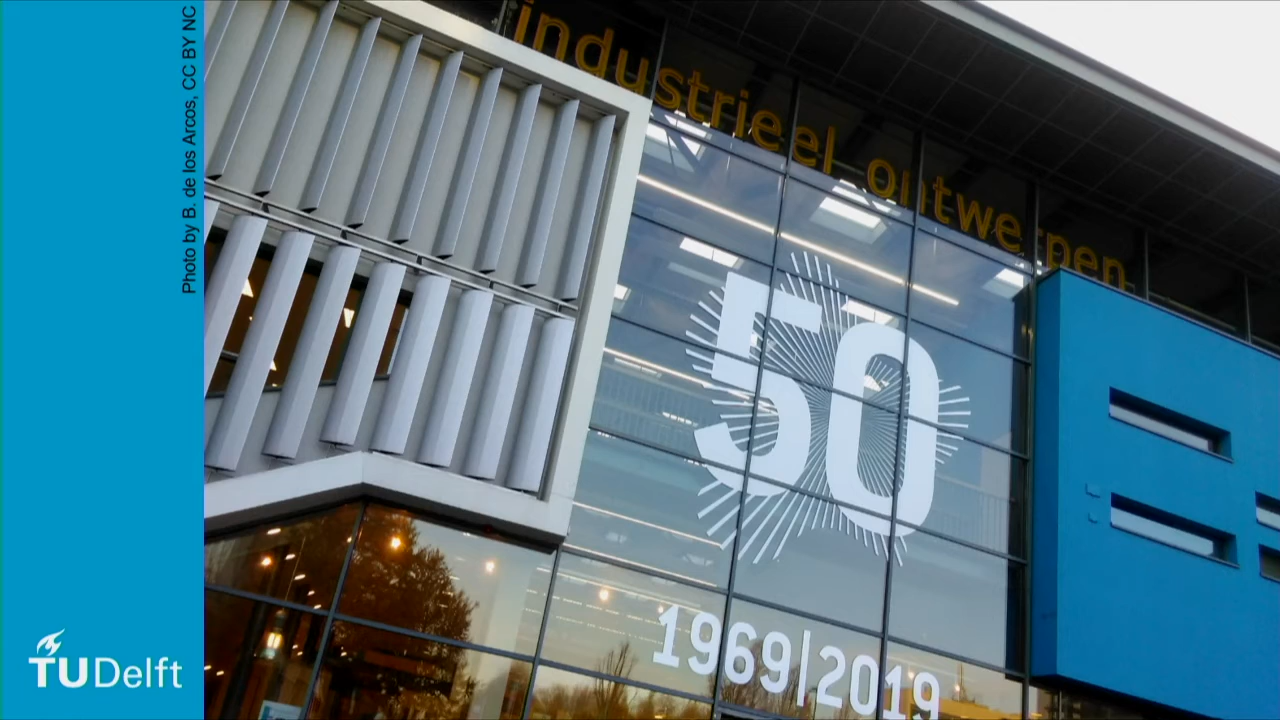 Photo by B. de los Arcos, CC BY NC
industrieel ontwerpen
50
1969|2019
TUDelft